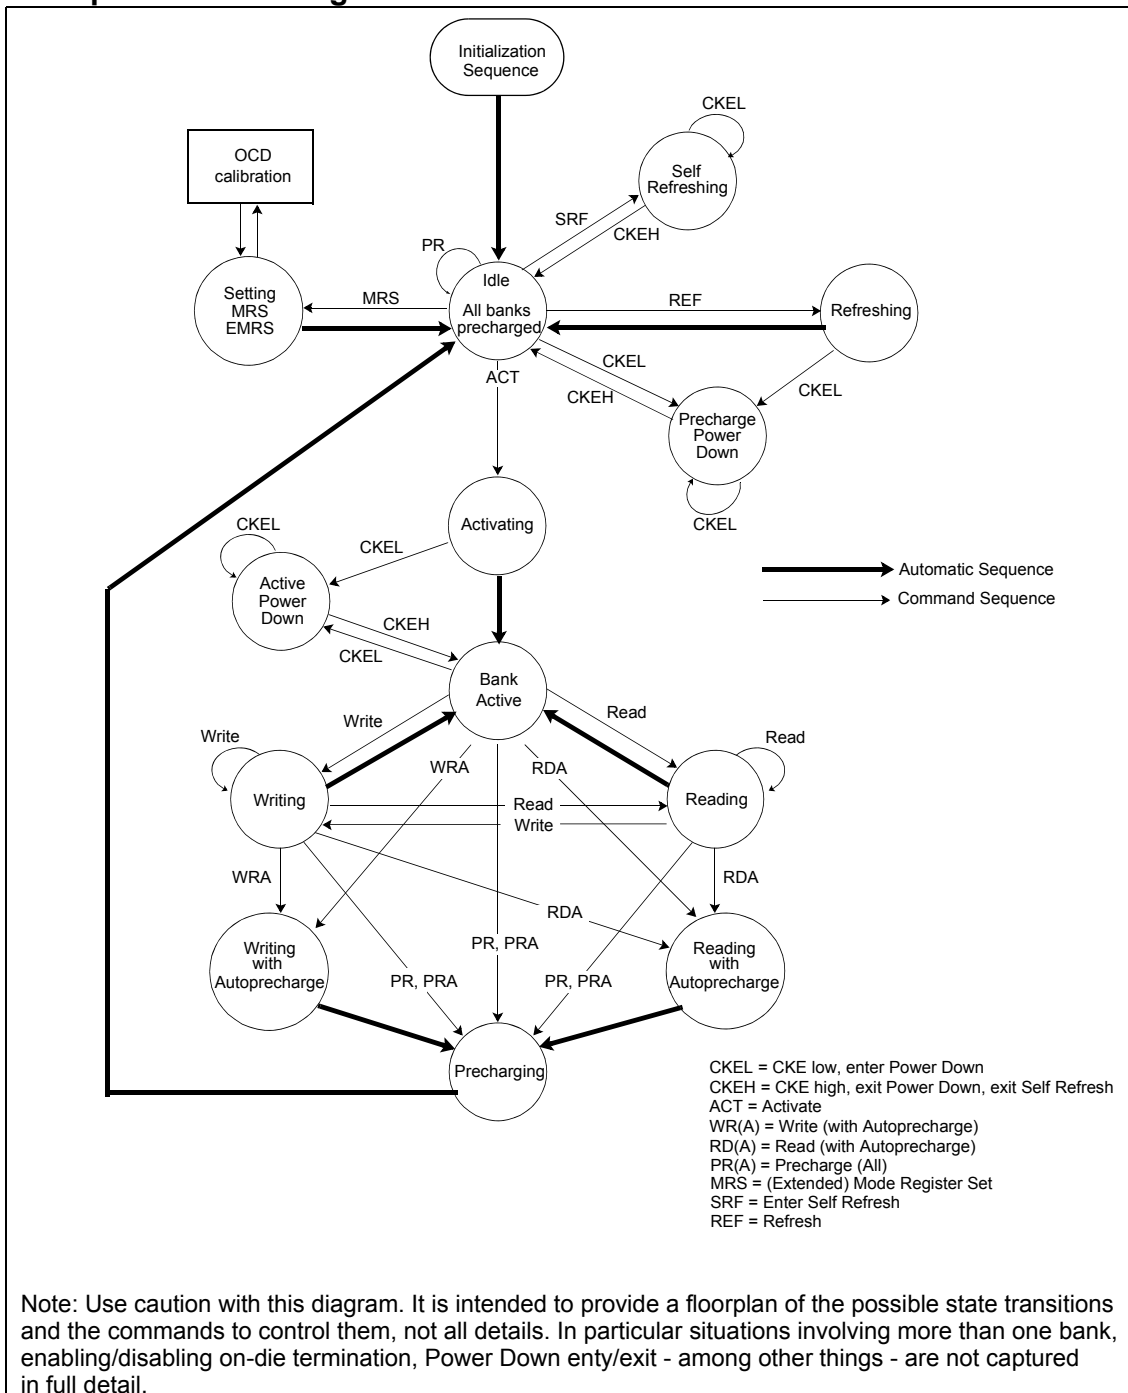 Initialization
Sequence
CKEL
OCD
calibration
Self
Refreshing
SRF
CKEH
PR
Idle
Setting
MRS
EMRS
MRS
All banks
precharged
REF
Refreshing
CKEL
ACT
CKEH
CKEL
Precharge
Power
Down
CKEL
Activating
CKEL
CKEL
Active
Power
Down
Automatic Sequence
Command Sequence
CKEH
CKEL
Bank
Active
Write
Read
Write
Read
WRA
RDA
Writing
Read
Write
Reading
WRA
RDA
RDA
Writing
with
Autoprecharge
PR, PRA
Reading
with
Autoprecharge
PR, PRA
PR, PRA
Precharging
CKEL = CKE low, enter Power Down
CKEH = CKE high, exit Power Down, exit Self Refresh
ACT = Activate
WR(A) = Write (with Autoprecharge)
RD(A) = Read (with Autoprecharge)
PR(A) = Precharge (All)
MRS = (Extended) Mode Register Set
SRF = Enter Self Refresh
REF = Refresh
Note: Use caution with this diagram. It is intended to provide a floorplan of the possible state transitions
and the commands to control them, not all details. In particular situations involving more than one bank,
enabling/disabling on-die termination, Power Down enty/exit - among other things - are not captured
in full detail.